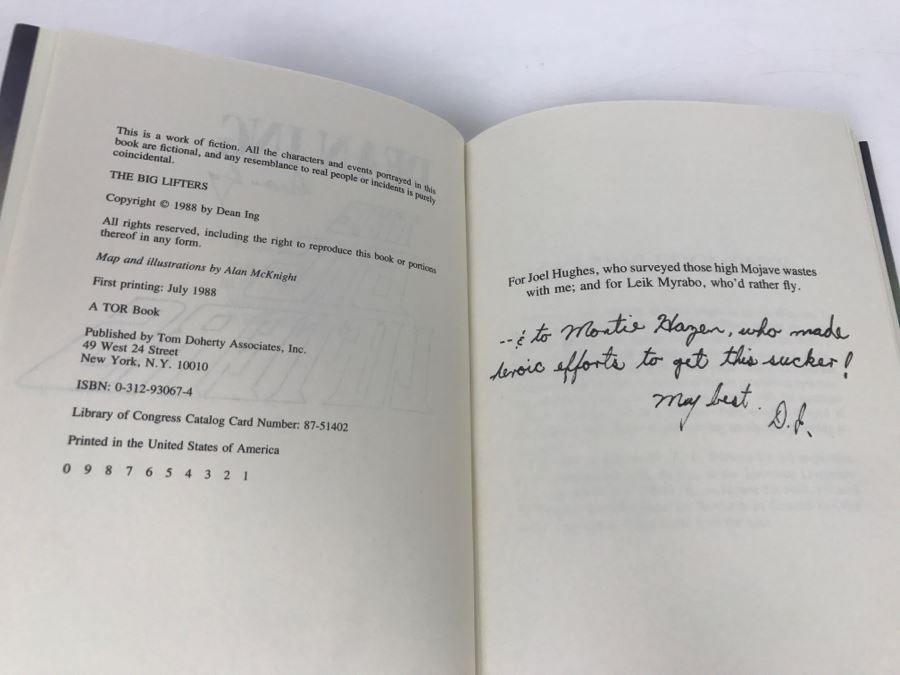 This is a work of fiction. All the characters and events portrayed in this
book are fictional, and any resemblance to real people or incidents is purely
coincidental.
THE BIG LIFTERS
Copyright © 1988 by Dean Ing
All rights reserved, including the right to reproduce this book or portions
thereof in any form.
Map and illustrations by Alan McKnight
First printing: July 1988
A TOR Book
Published by Tom Doherty Associates, Inc.
49 West 24 Street
New York, N.Y. 10010
ISBN: 0-312-93067-4
Library of Congress Catalog Card Number: 87-51402
Printed in the United States of America
0 9 8 7 6 5 4 3 2 1
For Joel Hughes, who surveyed those high Mojave wastes
with me; and for Leik Myrabo, who'd rather fly.
--& to Montie Hazen, who made
heroic efforts to get this sucker!
My best. D.I.